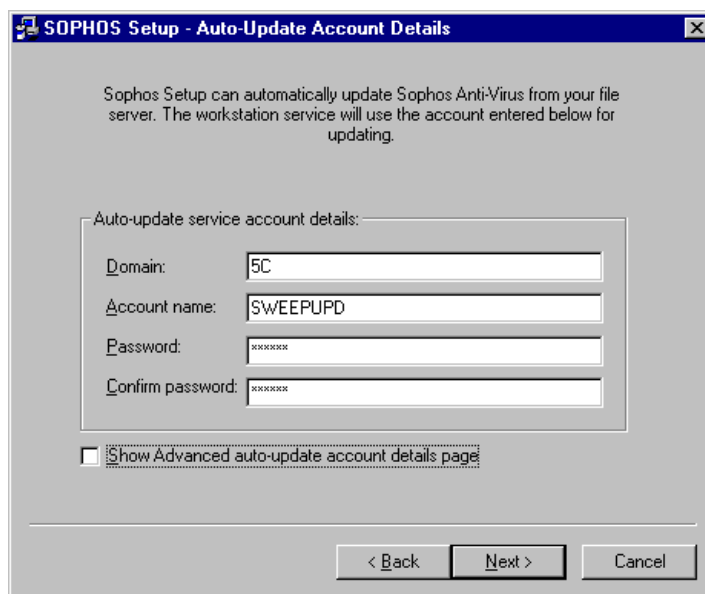 SOPHOS Setup - Auto-Update Account Details
Sophos Setup can automatically update Sophos Anti-Virus from your file
server. The workstation service will use the account entered below for
updating.
Auto-update service account details:
Domain: 5C
Account name: SWEEPUPD
Password: ******
Confirm password: ******
Show Advanced auto-update account details page
< Back Next > Cancel